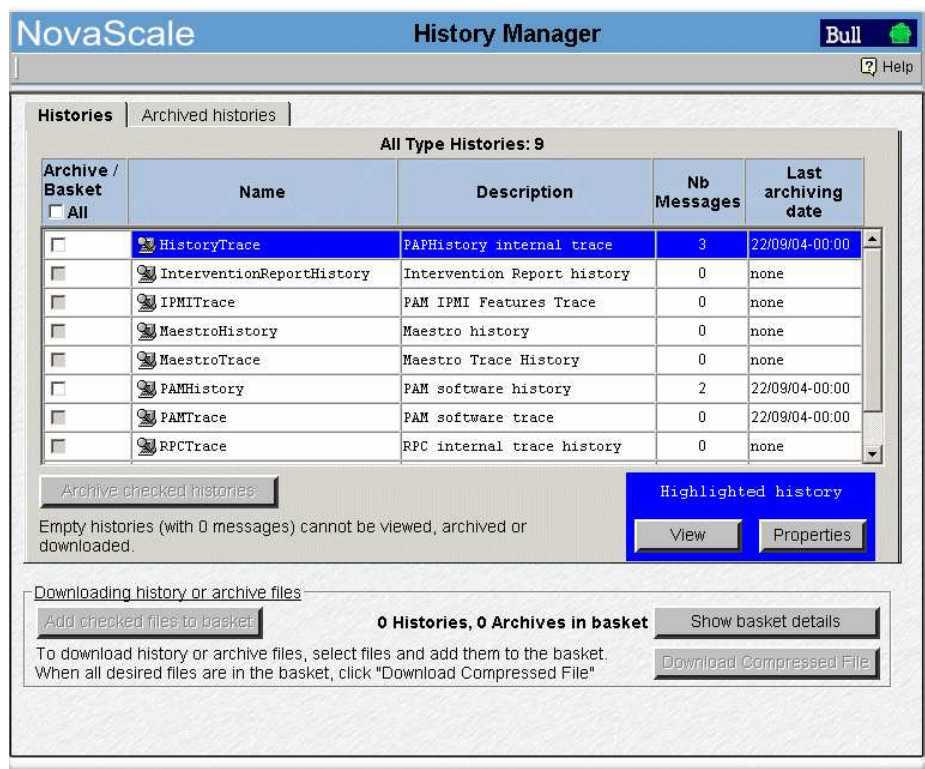 NovaScale History Manager Bull
Help
Histories Archived histories
All Type Histories: 9
Archive / Basket All Name Description Nb Messages Last archiving date
HistoryTrace PAPHistory internal trace 3 22/09/04-00:00
InterventionReportHistory Intervention Report history 0 none
IPMITrace PAM IPMI Features Trace 0 none
MaestroHistory Maestro history 0 none
MaestroTrace Maestro Trace History 0 none
PAMHistory PAM software history 2 22/09/04-00:00
PAMTrace PAM software trace 0 22/09/04-00:00
RPCTrace RPC internal trace history 0 none
Archive checked histories
Highlighted history
Empty histories (with 0 messages) cannot be viewed, archived or
downloaded.
View Properties
Downloading history or archive files
Add checked files to basket 0 Histories, 0 Archives in basket Show basket details
To download history or archive files, select files and add them to the basket.
When all desired files are in the basket, click "Download Compressed File"
Download Compressed File